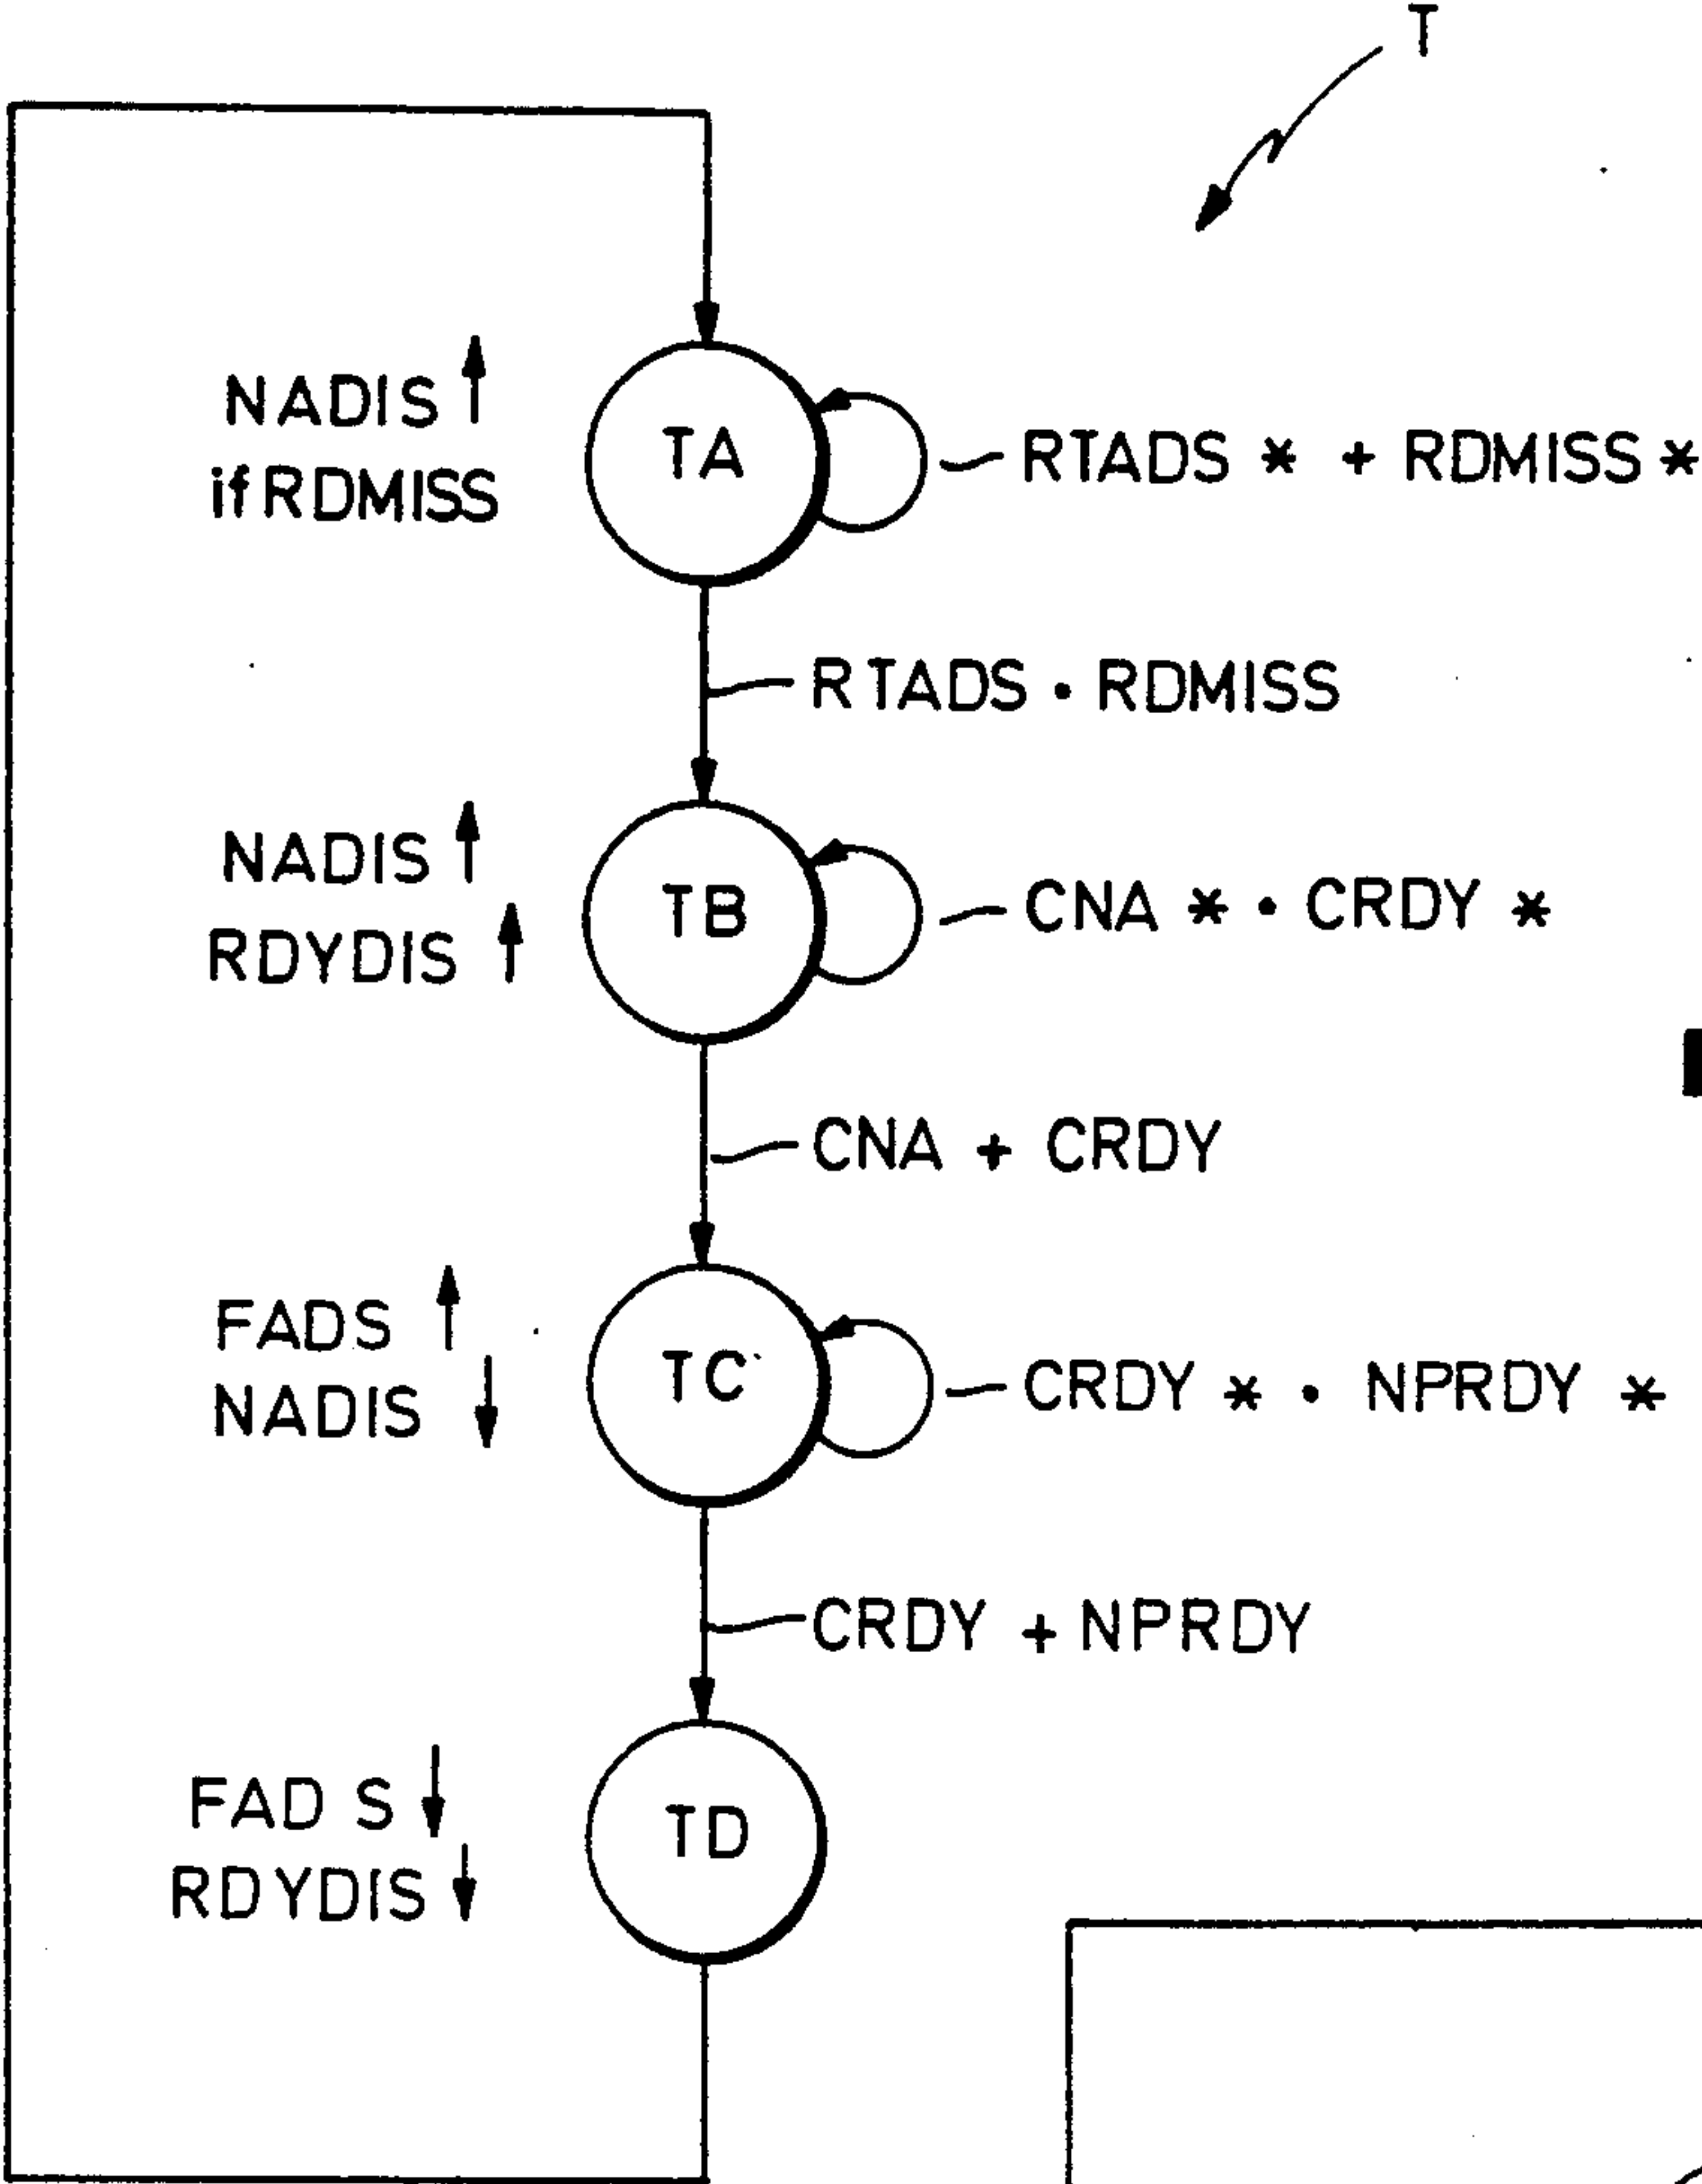 T
NADIS ↑
if RDMISS
TA
RTADS * + RDMISS *
RTADS • RDMISS
NADIS ↑
RDYDIS ↑
TB
CNA * • CRDY *
CNA + CRDY
FADS ↑
NADIS ↓
TC
CRDY * • NPRDY *
CRDY + NPRDY
FAD S ↓
RDYDIS ↓
TD